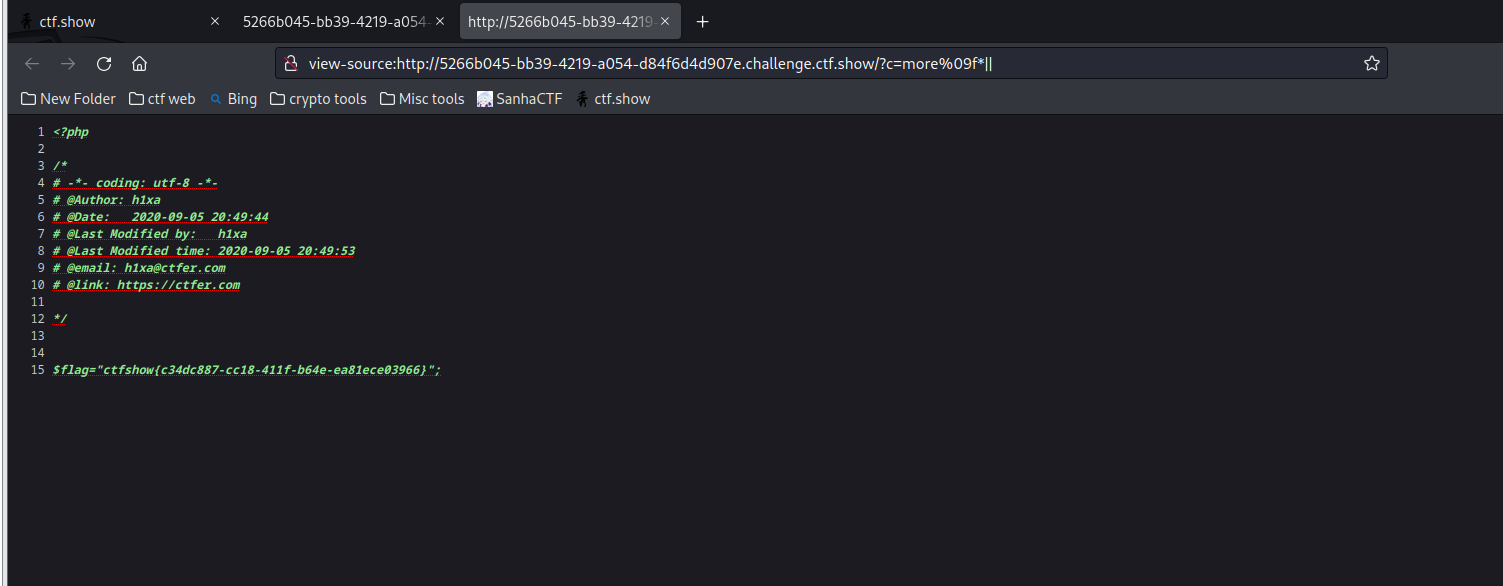 ctf.show
5266b045-bb39-4219-a054-
http://5266b045-bb39-4219
view-source:http://5266b045-bb39-4219-a054-d84f6d4d907e.challenge.ctf.show/?c=more%09f*||
New Folder ctf web Bing crypto tools Misc tools SanhaCTF ctf.show
1 <?php
2
3 /*
4 # -*- coding: utf-8 -*-
5 # @Author: h1xa
6 # @Date:   2020-09-05 20:49:44
7 # @Last Modified by:   h1xa
8 # @Last Modified time: 2020-09-05 20:49:53
9 # @email: h1xa@ctfer.com
10 # @link: https://ctfer.com
11
12 */
13
14
15 $flag="ctfshow{c34dc887-cc18-411f-b64e-ea81ece03966}";